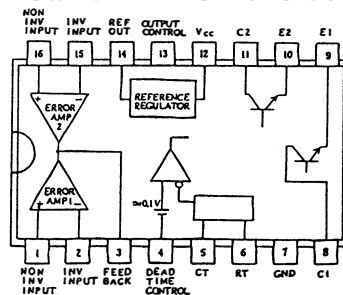 NON INV INPUT
INV INPUT
REF OUT
OUTPUT CONTROL
Vcc
C2
E2
E1
16 15 14 13 12 11 10 9
REFERENCE REGULATOR
+ − + −
ERROR AMP 2
ERROR AMP 1
≈0.1V
+ − + −
1 2 3 4 5 6 7 8
NON INV INPUT
INV INPUT
FEED BACK
DEAD TIME CONTROL
CT
RT
GND
C1